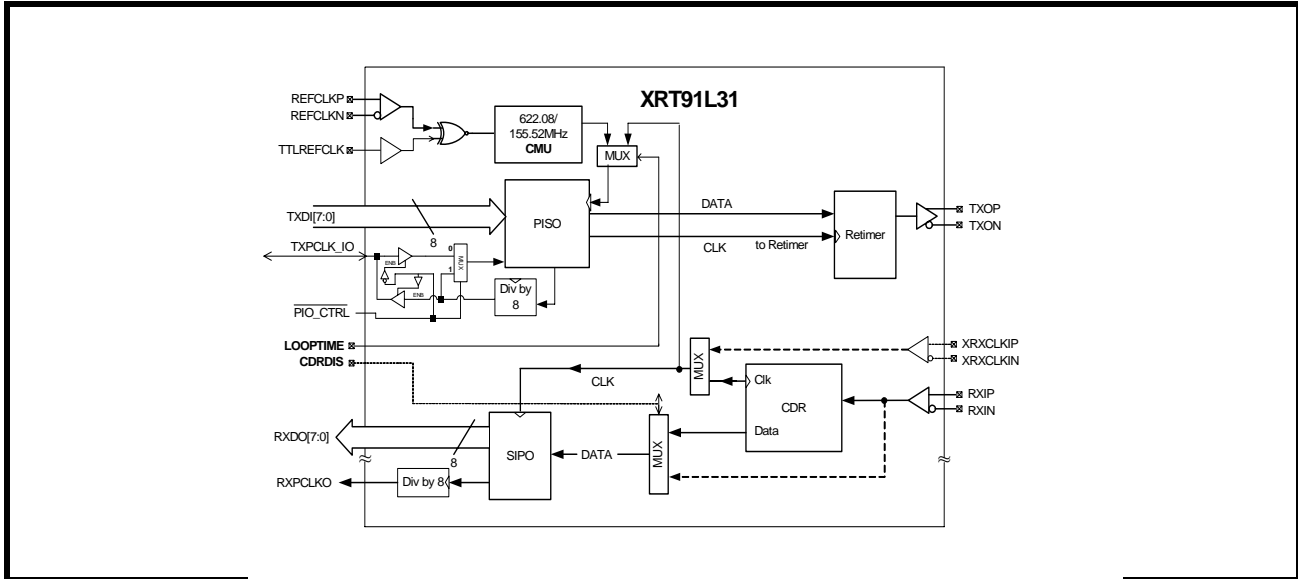 XRT91L31
REFCLKP
REFCLKN
TTLREFCLK
622.08/
155.52MHz
CMU
MUX
TXDI[7:0]
8
PISO
DATA
CLK
to Retimer
Retimer
TXOP
TXON
TXPCLK_IO
ENB
0
MUX
1
ENB
Div by
8
PIO_CTRL
LOOPTIME
CDRDIS
MUX
XRXCLKIP
XRXCLKIN
CLK
Clk
CDR
Data
RXIP
RXIN
RXDO[7:0]
8
SIPO
DATA
MUX
RXPCLKO
Div by 8